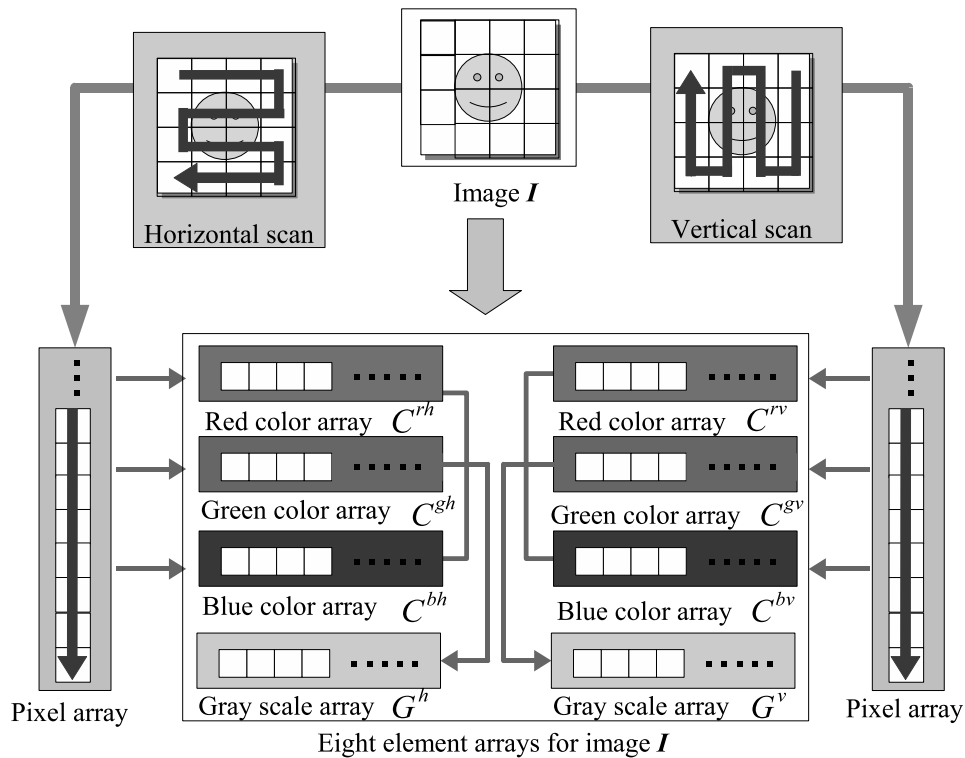 Image I
Horizontal scan
Vertical scan
Red color array C^rh
Red color array C^rv
Green color array C^gh
Green color array C^gv
Blue color array C^bh
Blue color array C^bv
Gray scale array G^h
Gray scale array G^v
Pixel array
Pixel array
Eight element arrays for image I